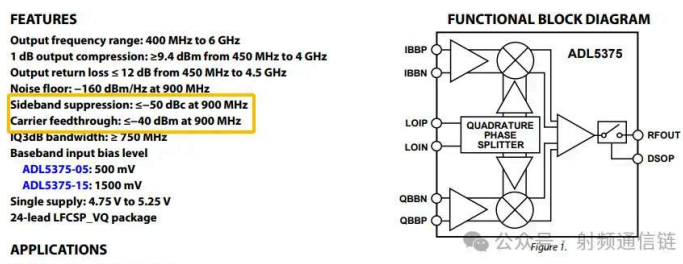 FEATURES
Output frequency range: 400 MHz to 6 GHz
1 dB output compression: ≥9.4 dBm from 450 MHz to 4 GHz
Output return loss ≤ 12 dB from 450 MHz to 4.5 GHz
Noise floor: −160 dBm/Hz at 900 MHz
Sideband suppression: ≤−50 dBc at 900 MHz
Carrier feedthrough: ≤−40 dBm at 900 MHz
IQ3dB bandwidth: ≥ 750 MHz
Baseband input bias level
ADL5375-05: 500 mV
ADL5375-15: 1500 mV
Single supply: 4.75 V to 5.25 V
24-lead LFCSP_VQ package
APPLICATIONS
FUNCTIONAL BLOCK DIAGRAM
ADL5375
IBBP
IBBN
LOIP
LOIN
QUADRATURE
PHASE
SPLITTER
RFOUT
DSOP
QBBN
QBBP
Figure 1.
公众号：射频通信链